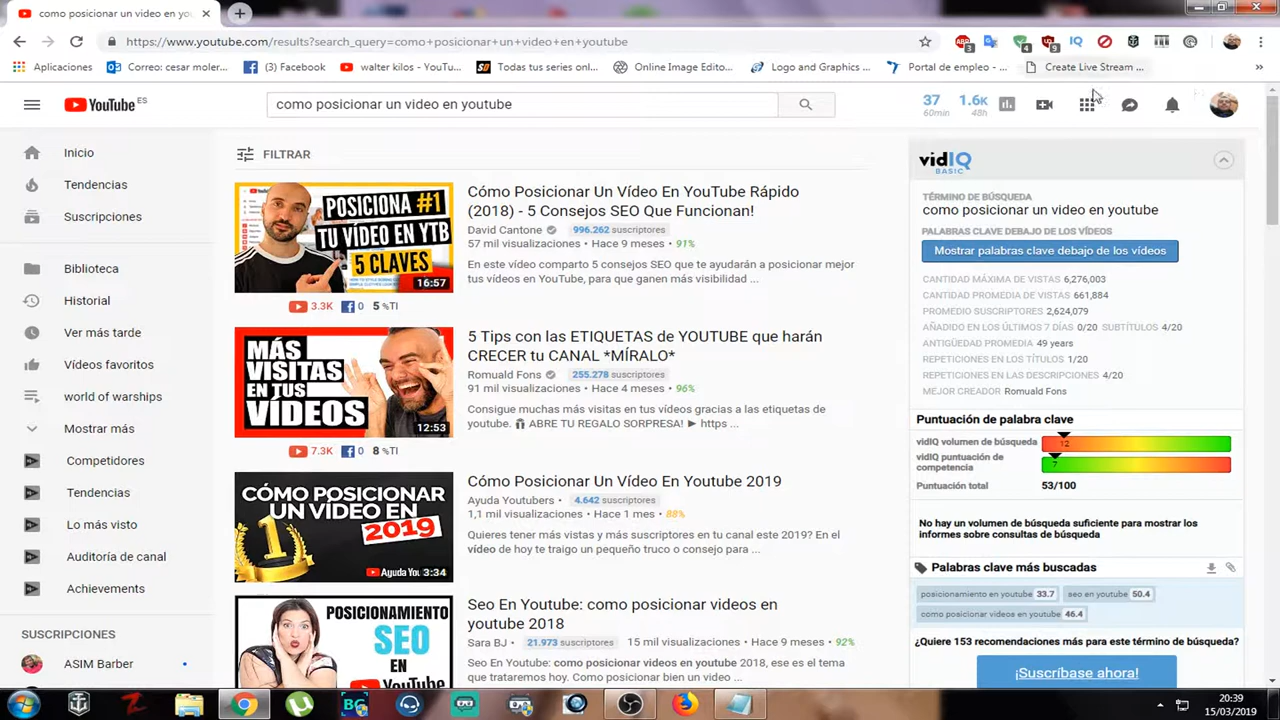 como posicionar un video en you
https://www.youtube.com/results?search_query=como+posicionar+un+video+en+youtube
3
4
9
Aplicaciones
Correo: cesar moler...
(3) Facebook
walter kilos - YouTu...
Todas tus series onl...
Online Image Edito...
Logo and Graphics ...
Portal de empleo - ...
Create Live Stream ...
»
YouTube ES
como posicionar un video en youtube
37
60min
1.6K
48h
Inicio
Tendencias
Suscripciones
Biblioteca
Historial
Ver más tarde
Vídeos favoritos
world of warships
Mostrar más
Competidores
Tendencias
Lo más visto
Auditoría de canal
Achievements
SUSCRIPCIONES
ASIM Barber
FILTRAR
POSICIONA #1
TU VÍDEO EN YTB
5 CLAVES
16:57
Cómo Posicionar Un Vídeo En YouTube Rápido
(2018) - 5 Consejos SEO Que Funcionan!
David Cantone 996.262 suscriptores
57 mil visualizaciones • Hace 9 meses • 91%
En este vídeo comparto 5 consejos SEO que te ayudarán a posicionar mejor
tus vídeos en YouTube, para que ganen más visibilidad ...
3.3K 0 5 %TI
MÁS
VISITAS
EN TUS
VÍDEOS
12:53
5 Tips con las ETIQUETAS de YOUTUBE que harán
CRECER tu CANAL *MÍRALO*
Romuald Fons 255.278 suscriptores
91 mil visualizaciones • Hace 4 meses • 96%
Consigue muchas más visitas en tus vídeos gracias a las etiquetas de
youtube. ABRE TU REGALO SORPRESA! ► https ...
7.3K 0 8 %TI
CÓMO POSICIONAR
UN VÍDEO EN
2019
1
Ayuda You
3:34
Cómo Posicionar Un Vídeo En Youtube 2019
Ayuda Youtubers • 4.642 suscriptores
1,1 mil visualizaciones • Hace 1 mes • 88%
Quieres tener más vistas y más suscriptores en tu canal este 2019? En el
vídeo de hoy te traigo un pequeño truco o consejo para ...
POSICIONAMIENTO
SEO
EN
YouTube
Seo En Youtube: como posicionar videos en
youtube 2018
Sara BJ • 21.973 suscriptores 15 mil visualizaciones • Hace 9 meses • 92%
Seo En Youtube: como posicionar videos en youtube 2018, ese es el tema
que trataremos hoy. Posicionar bien un video ...
vidIQ
BASIC
TÉRMINO DE BÚSQUEDA
como posicionar un video en youtube
PALABRAS CLAVE DEBAJO DE LOS VÍDEOS
Mostrar palabras clave debajo de los vídeos
CANTIDAD MÁXIMA DE VISTAS 6,276,003
CANTIDAD PROMEDIA DE VISTAS 661,884
PROMEDIO SUSCRIPTORES 2,624,079
AÑADIDO EN LOS ÚLTIMOS 7 DÍAS 0/20 SUBTÍTULOS 4/20
ANTIGÜEDAD PROMEDIA 49 years
REPETICIONES EN LOS TÍTULOS 1/20
REPETICIONES EN LAS DESCRIPCIONES 4/20
MEJOR CREADOR Romuald Fons
Puntuación de palabra clave
vidIQ volumen de búsqueda 12
vidIQ puntuación de
competencia 7
Puntuación total 53/100
No hay un volumen de búsqueda suficiente para mostrar los
informes sobre consultas de búsqueda
Palabras clave más buscadas
posicionamiento en youtube 33.7 seo en youtube 50.4
como posicionar videos en youtube 46.4
¿Quiere 153 recomendaciones más para este término de búsqueda?
¡Suscríbase ahora!
20:39
15/03/2019